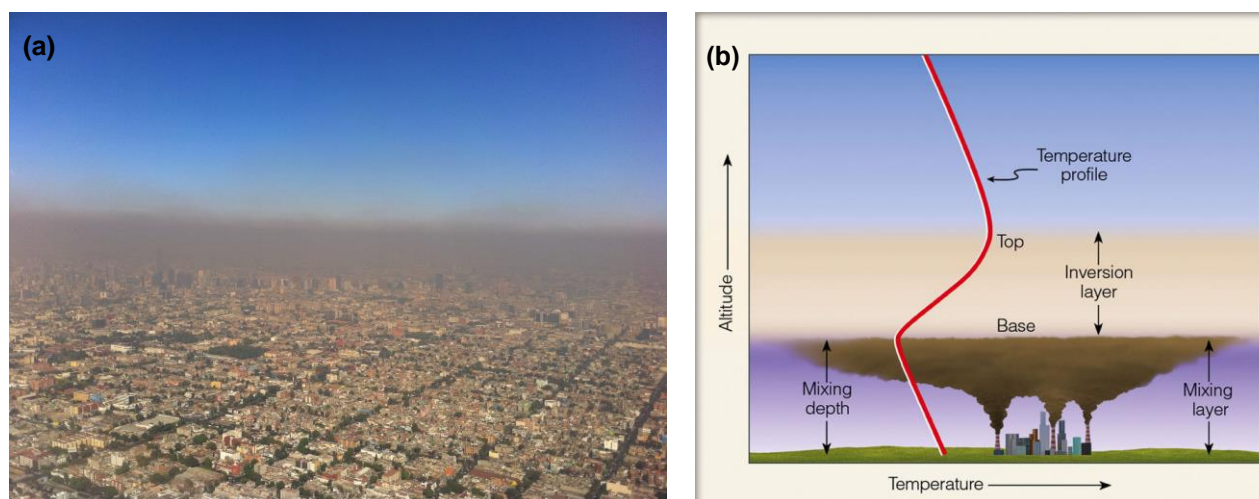 (a)
(b)
Temperature
profile
Top
Inversion
layer
Base
Mixing
depth
Mixing
layer
Altitude
Temperature